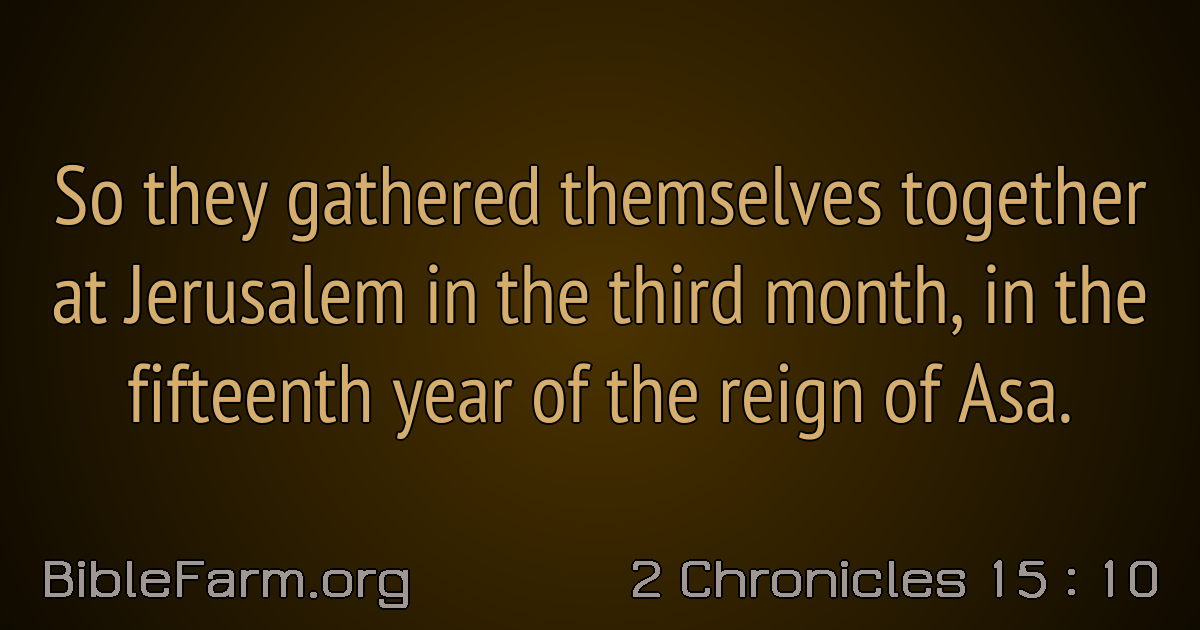 So they gathered themselves together
at Jerusalem in the third month, in the
fifteenth year of the reign of Asa.
BibleFarm.org
2 Chronicles 15 : 10